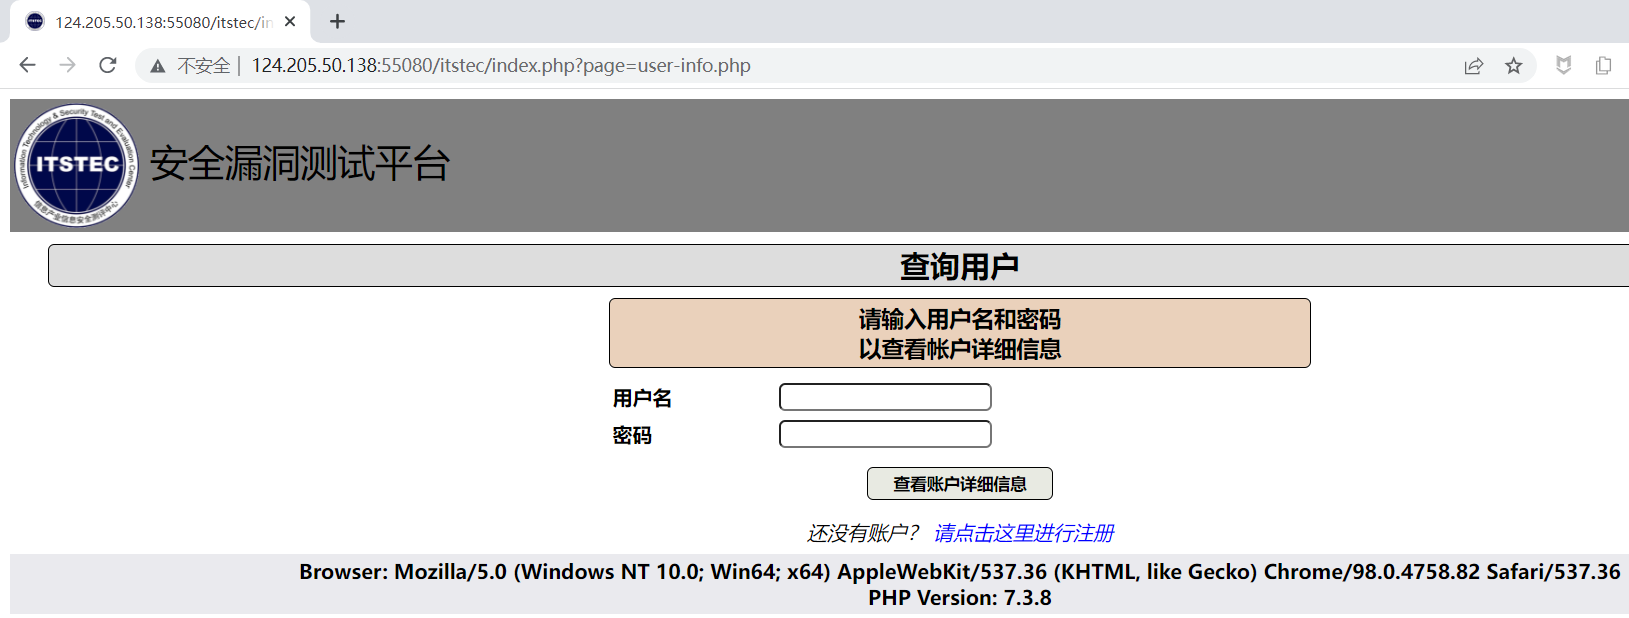 124.205.50.138:55080/itstec/in
不安全 | 124.205.50.138:55080/itstec/index.php?page=user-info.php
Information Technology & Security Test and Evaluation Center
ITSTEC
信息产业信息安全测评中心
安全漏洞测试平台
查询用户
请输入用户名和密码
以查看帐户详细信息
用户名
密码
查看账户详细信息
还没有账户? 请点击这里进行注册
Browser: Mozilla/5.0 (Windows NT 10.0; Win64; x64) AppleWebKit/537.36 (KHTML, like Gecko) Chrome/98.0.4758.82 Safari/537.36
PHP Version: 7.3.8